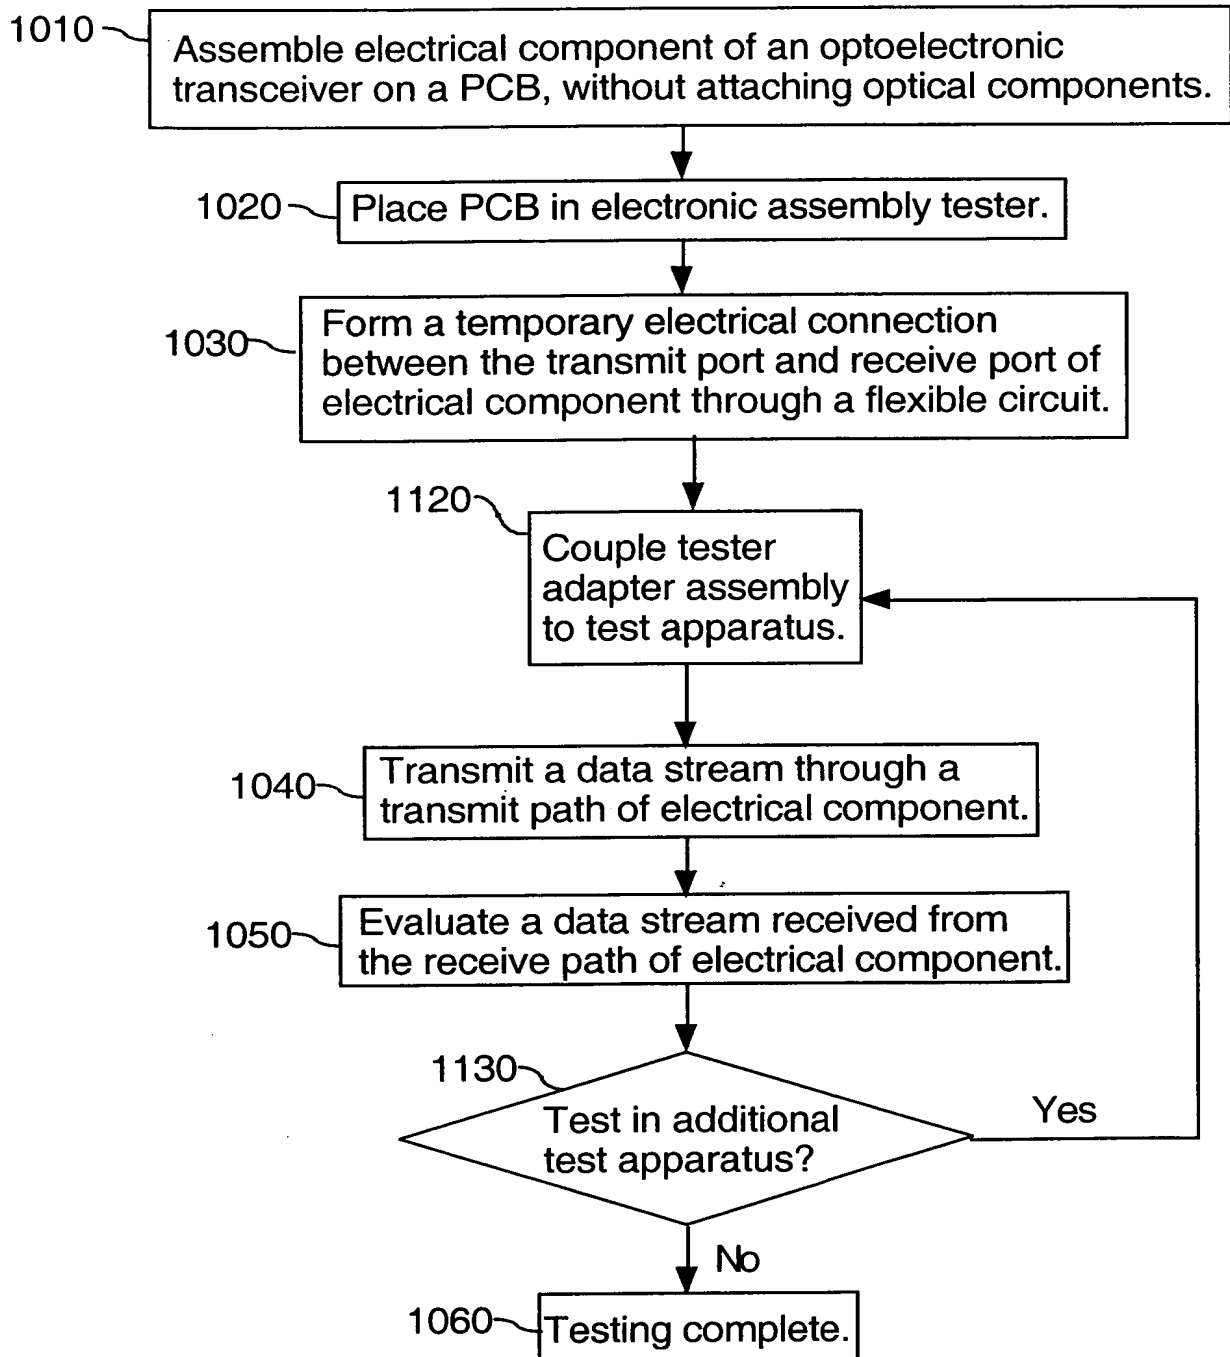 1010
Assemble electrical component of an optoelectronic
transceiver on a PCB, without attaching optical components.
1020
Place PCB in electronic assembly tester.
1030
Form a temporary electrical connection
between the transmit port and receive port of
electrical component through a flexible circuit.
1120
Couple tester
adapter assembly
to test apparatus.
1040
Transmit a data stream through a
transmit path of electrical component.
1050
Evaluate a data stream received from
the receive path of electrical component.
1130
Test in additional
test apparatus?
Yes
No
1060
Testing complete.